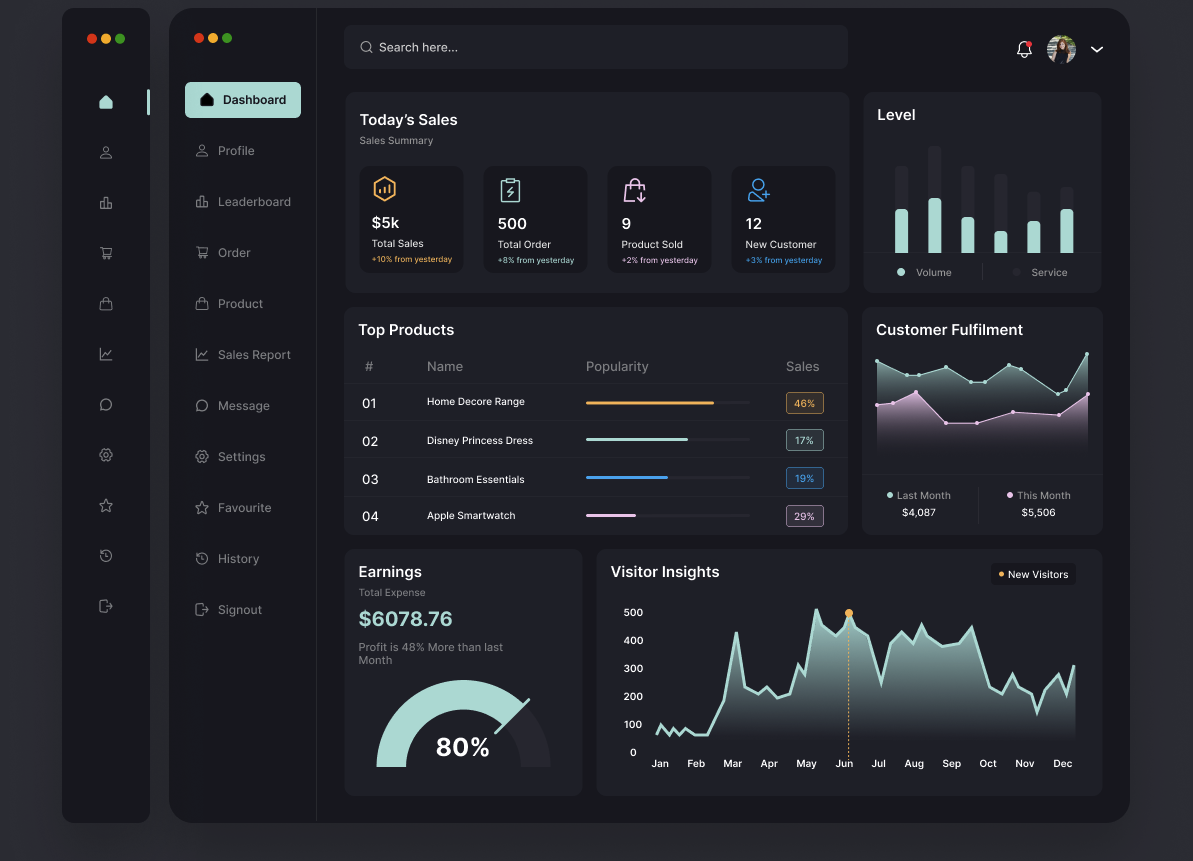 Dashboard
Profile
Leaderboard
Order
Product
Sales Report
Message
Settings
Favourite
History
Signout
Search here...
Today’s Sales
Sales Summary
$5k
Total Sales
+10% from yesterday
500
Total Order
+8% from yesterday
9
Product Sold
+2% from yesterday
12
New Customer
+3% from yesterday
Level
Volume
Service
Top Products
# Name Popularity Sales
01 Home Decore Range 46%
02 Disney Princess Dress 17%
03 Bathroom Essentials 19%
04 Apple Smartwatch 29%
Customer Fulfilment
Last Month
$4,087
This Month
$5,506
Earnings
Total Expense
$6078.76
Profit is 48% More than last
Month
80%
Visitor Insights
New Visitors
500
400
300
200
100
0
Jan Feb Mar Apr May Jun Jul Aug Sep Oct Nov Dec